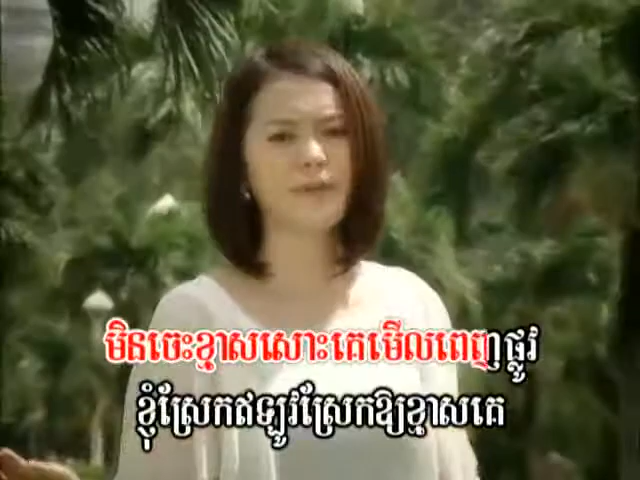 មិនចេះខ្មាសសោះគេមើលពេញផ្លូវ
ខ្ញុំស្រែកឥឡូវស្រែកឱ្យខ្មាសគេ